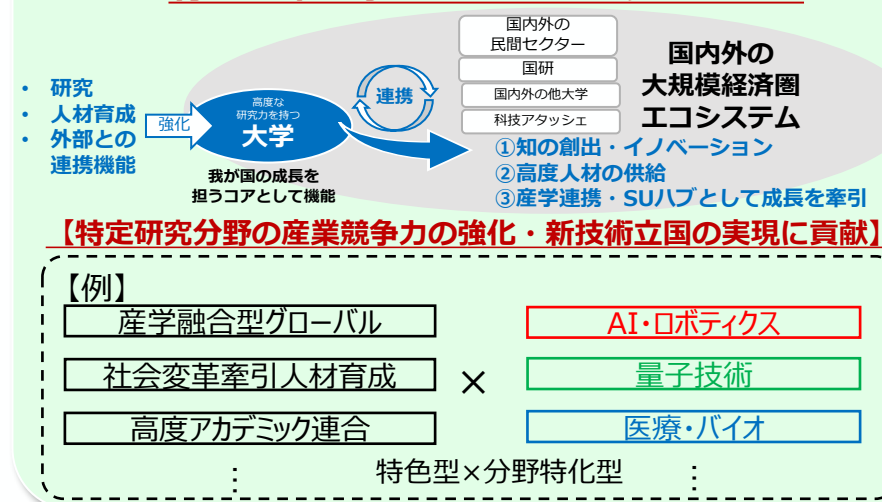 国内外の
民間セクター
国研
国内外の他大学
科技アタッシェ
国内外の
大規模経済圏
エコシステム
・ 研究
・ 人材育成
・ 外部との
連携機能
強化
高度な
研究力を持つ
大学
連携
我が国の成長を
担うコアとして機能
①知の創出・イノベーション
②高度人材の供給
③産学連携・SUハブとして成長を牽引
【特定研究分野の産業競争力の強化・新技術立国の実現に貢献】
【例】
産学融合型グローバル
社会変革牽引人材育成
高度アカデミック連合
×
AI・ロボティクス
量子技術
医療・バイオ
⋮
特色型×分野特化型
⋮